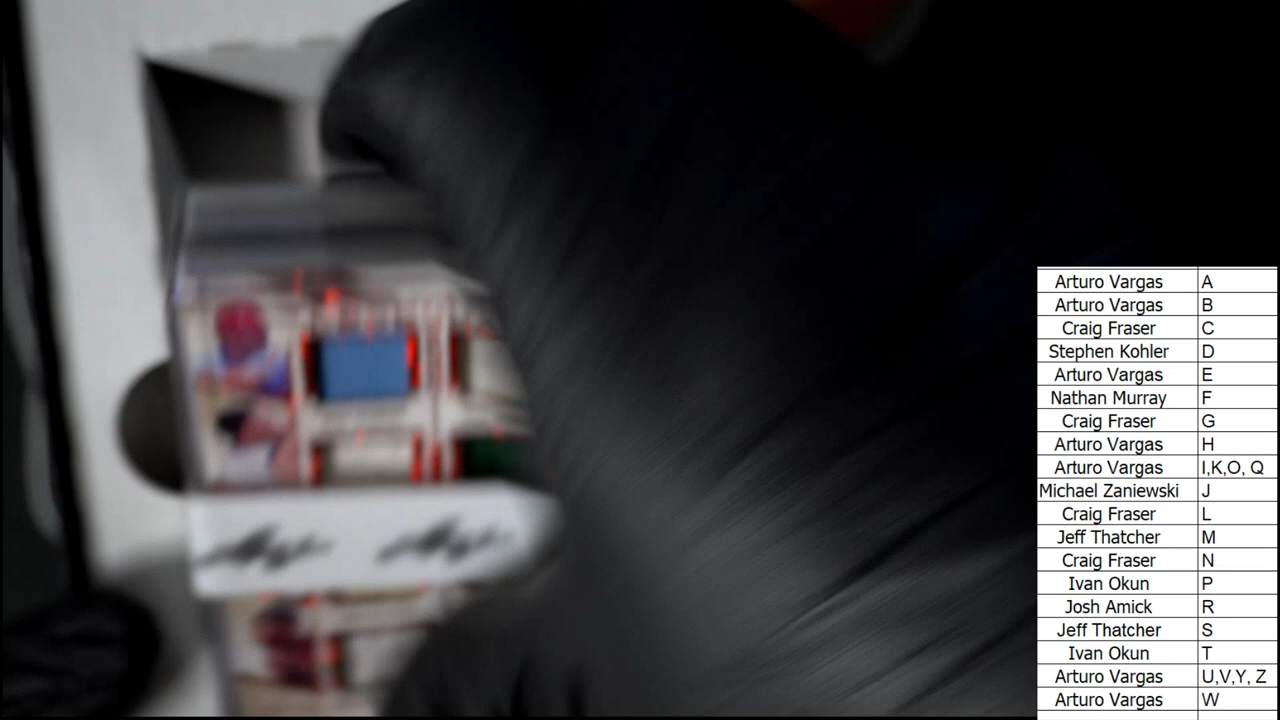 Arturo Vargas A
Arturo Vargas B
Craig Fraser C
Stephen Kohler D
Arturo Vargas E
Nathan Murray F
Craig Fraser G
Arturo Vargas H
Arturo Vargas I,K,O, Q
Michael Zaniewski J
Craig Fraser L
Jeff Thatcher M
Craig Fraser N
Ivan Okun P
Josh Amick R
Jeff Thatcher S
Ivan Okun T
Arturo Vargas U,V,Y, Z
Arturo Vargas W